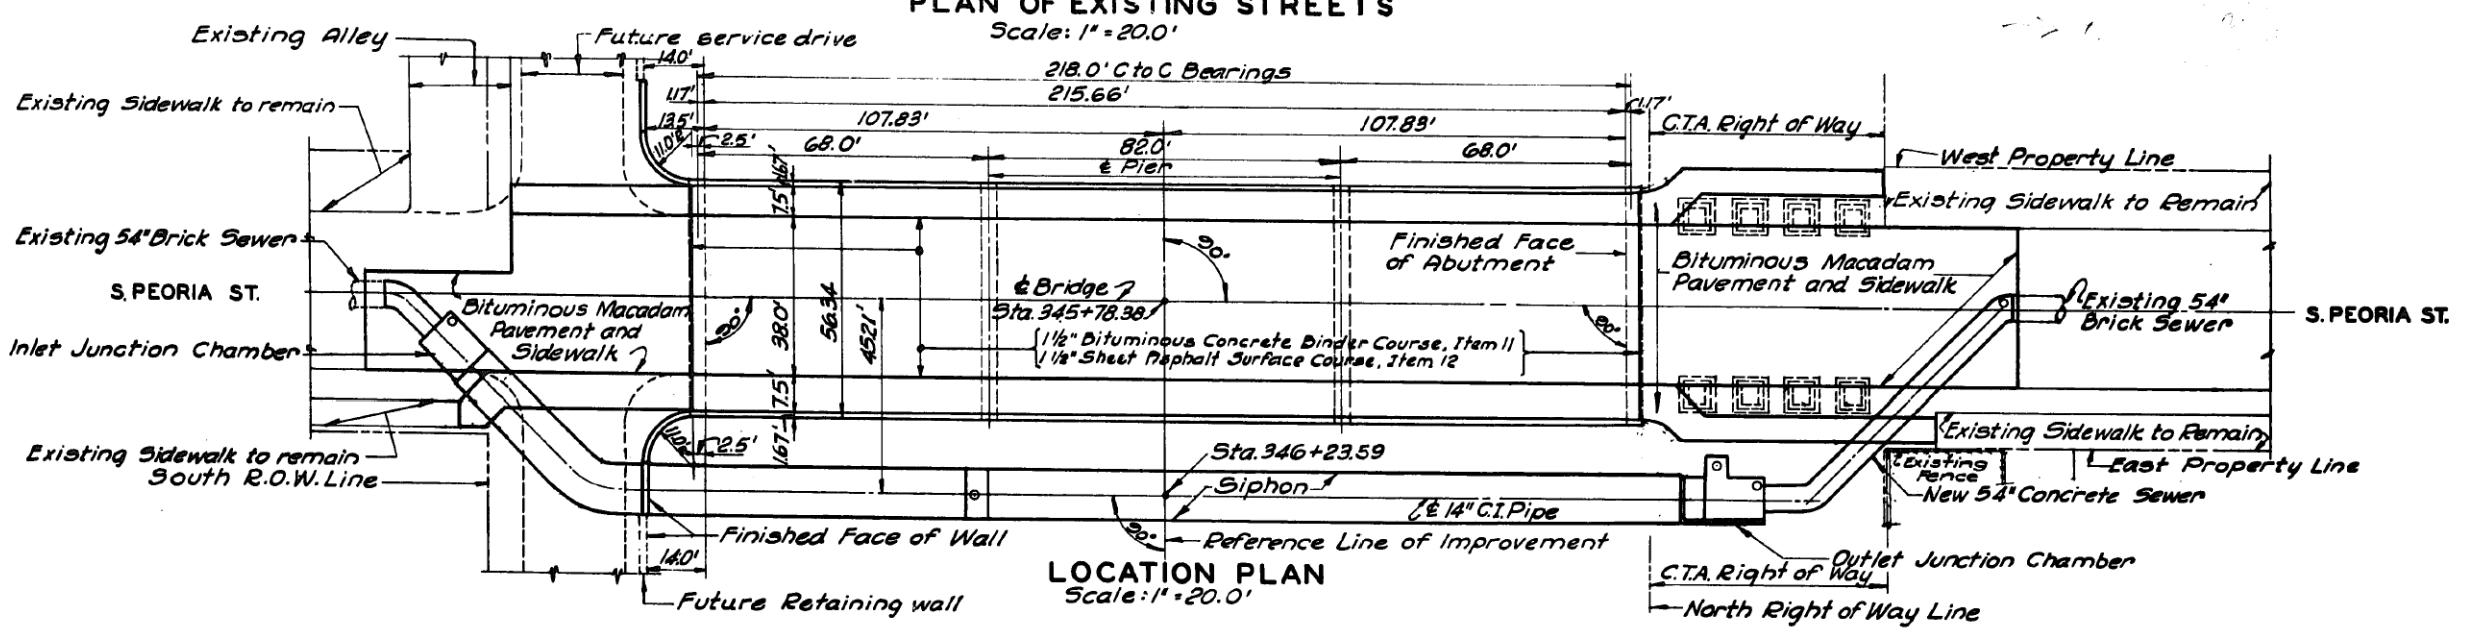 PLAN OF EXISTING STREETS
Scale: 1" = 20.0'
Existing Alley
Future service drive
14.0'
218.0' C to C Bearings
Existing Sidewalk to remain
1.17'
215.66'
1.17'
13.5'
107.83'
107.83'
C.T.A. Right of Way
11.0'R
2.5'
68.0'
82.0'
68.0'
℄ Pier
West Property Line
1.67'
7.5'
Existing Sidewalk to Remain
Existing 54" Brick Sewer
90°
Finished Face
of Abutment
Bituminous Macadam
Pavement and Sidewalk
S. PEORIA ST.
℄ Bridge
Sta. 345+78.38
Existing 54"
Brick Sewer
S. PEORIA ST.
Bituminous Macadam
Pavement and
Sidewalk
90°
38.0'
56.34'
45.21'
90°
Inlet Junction Chamber
1½" Bituminous Concrete Binder Course, Item 11
1½" Sheet Asphalt Surface Course, Item 12
7.5'
1.67'
11.0'
2.5'
Existing Sidewalk to remain
South R.O.W. Line
Sta. 346+23.59
Siphon
Existing Sidewalk to Remain
Existing
Fence
East Property Line
New 54" Concrete Sewer
℄ 14" C.I. Pipe
Finished Face of Wall
90°
Reference Line of Improvement
14.0'
LOCATION PLAN
Scale: 1" = 20.0'
Outlet Junction Chamber
C.T.A. Right of Way
Future Retaining wall
North Right of Way Line